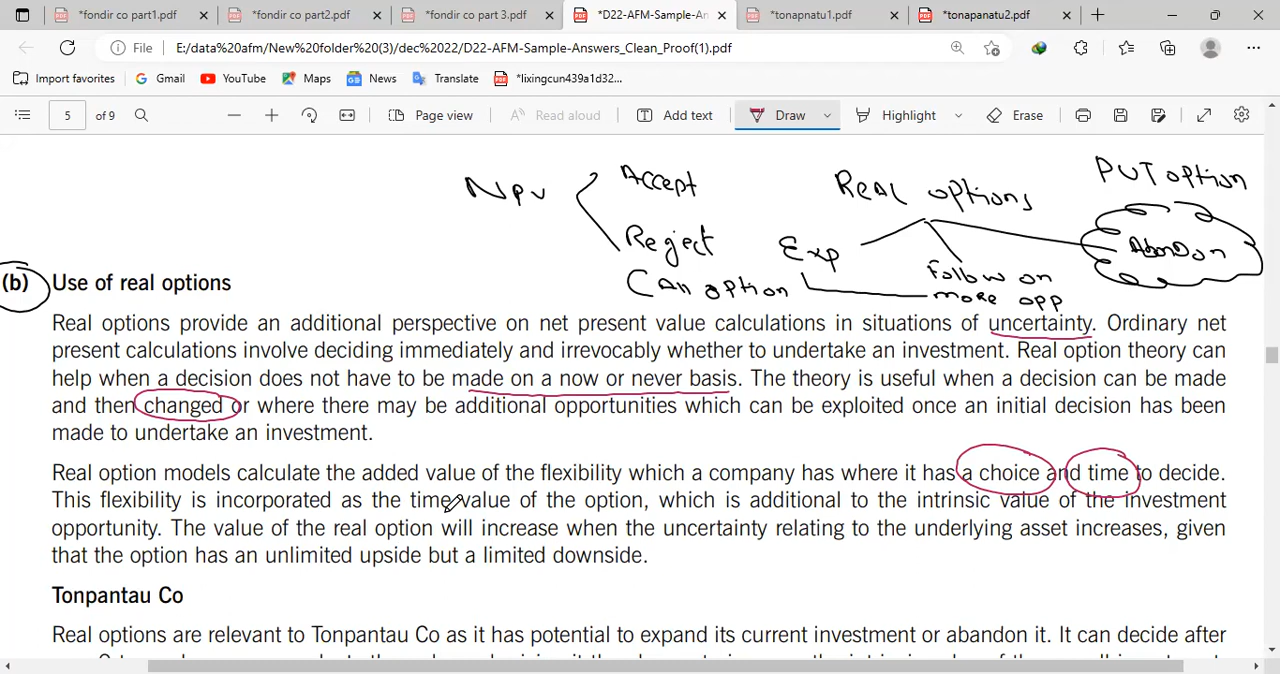 *fondir co part1.pdf
*fondir co part2.pdf
*fondir co part 3.pdf
*D22-AFM-Sample-An
*tonapnatu1.pdf
*tonapanatu2.pdf
File E:/data%20afm/New%20folder%20(3)/dec%2022/D22-AFM-Sample-Answers_Clean_Proof(1).pdf
Import favorites Gmail YouTube Maps News Translate *lixingcun439a1d32...
5 of 9 Page view Read aloud Add text Draw Highlight Erase
NPV Accept Real options PUT option
Reject Exp Abandon
Follow on
Call option more opp
(b) Use of real options
Real options provide an additional perspective on net present value calculations in situations of uncertainty. Ordinary net
present calculations involve deciding immediately and irrevocably whether to undertake an investment. Real option theory can
help when a decision does not have to be made on a now or never basis. The theory is useful when a decision can be made
and then changed or where there may be additional opportunities which can be exploited once an initial decision has been
made to undertake an investment.
Real option models calculate the added value of the flexibility which a company has where it has a choice and time to decide.
This flexibility is incorporated as the time value of the option, which is additional to the intrinsic value of the investment
opportunity. The value of the real option will increase when the uncertainty relating to the underlying asset increases, given
that the option has an unlimited upside but a limited downside.
Tonpantau Co
Real options are relevant to Tonpantau Co as it has potential to expand its current investment or abandon it. It can decide after